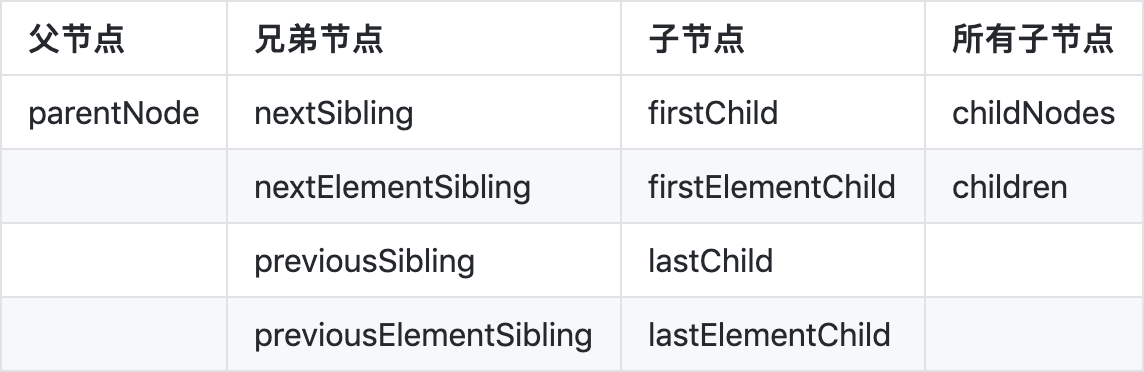 父节点 兄弟节点 子节点 所有子节点
parentNode nextSibling firstChild childNodes
nextElementSibling firstElementChild children
previousSibling lastChild
previousElementSibling lastElementChild